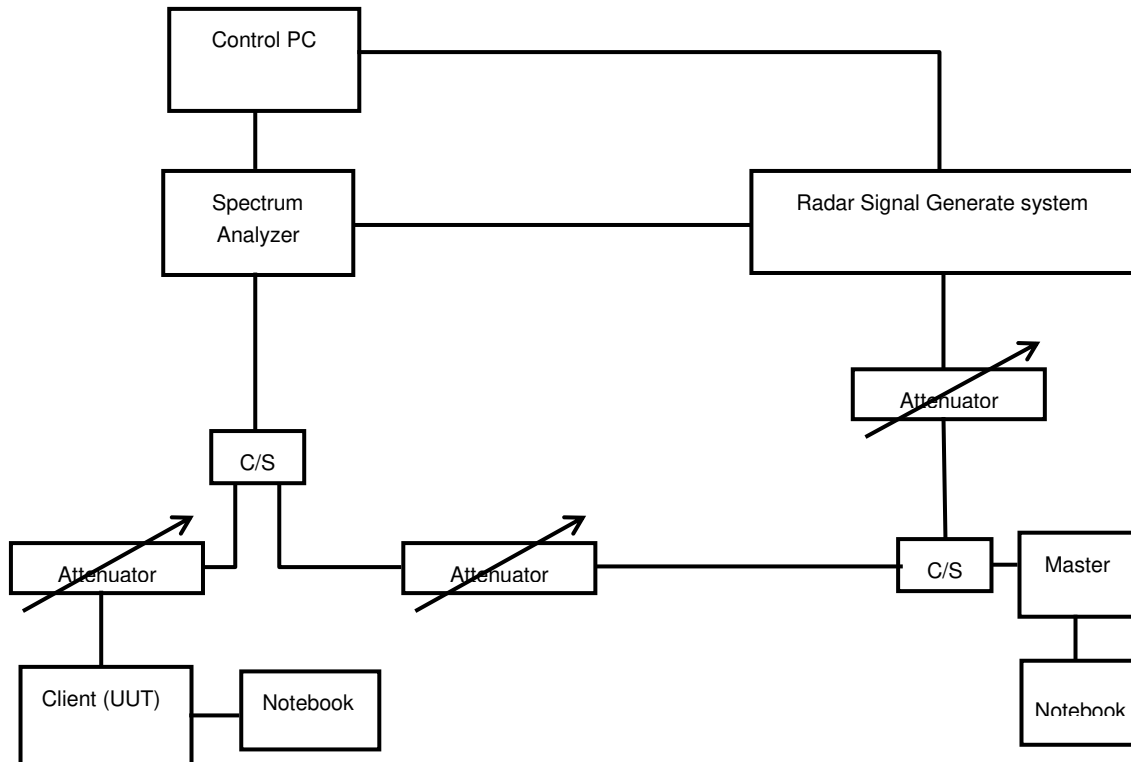 Control PC
Spectrum
Analyzer
Radar Signal Generate system
Attenuator
C/S
Attenuator
Attenuator
C/S
Master
Client (UUT)
Notebook
Notebook